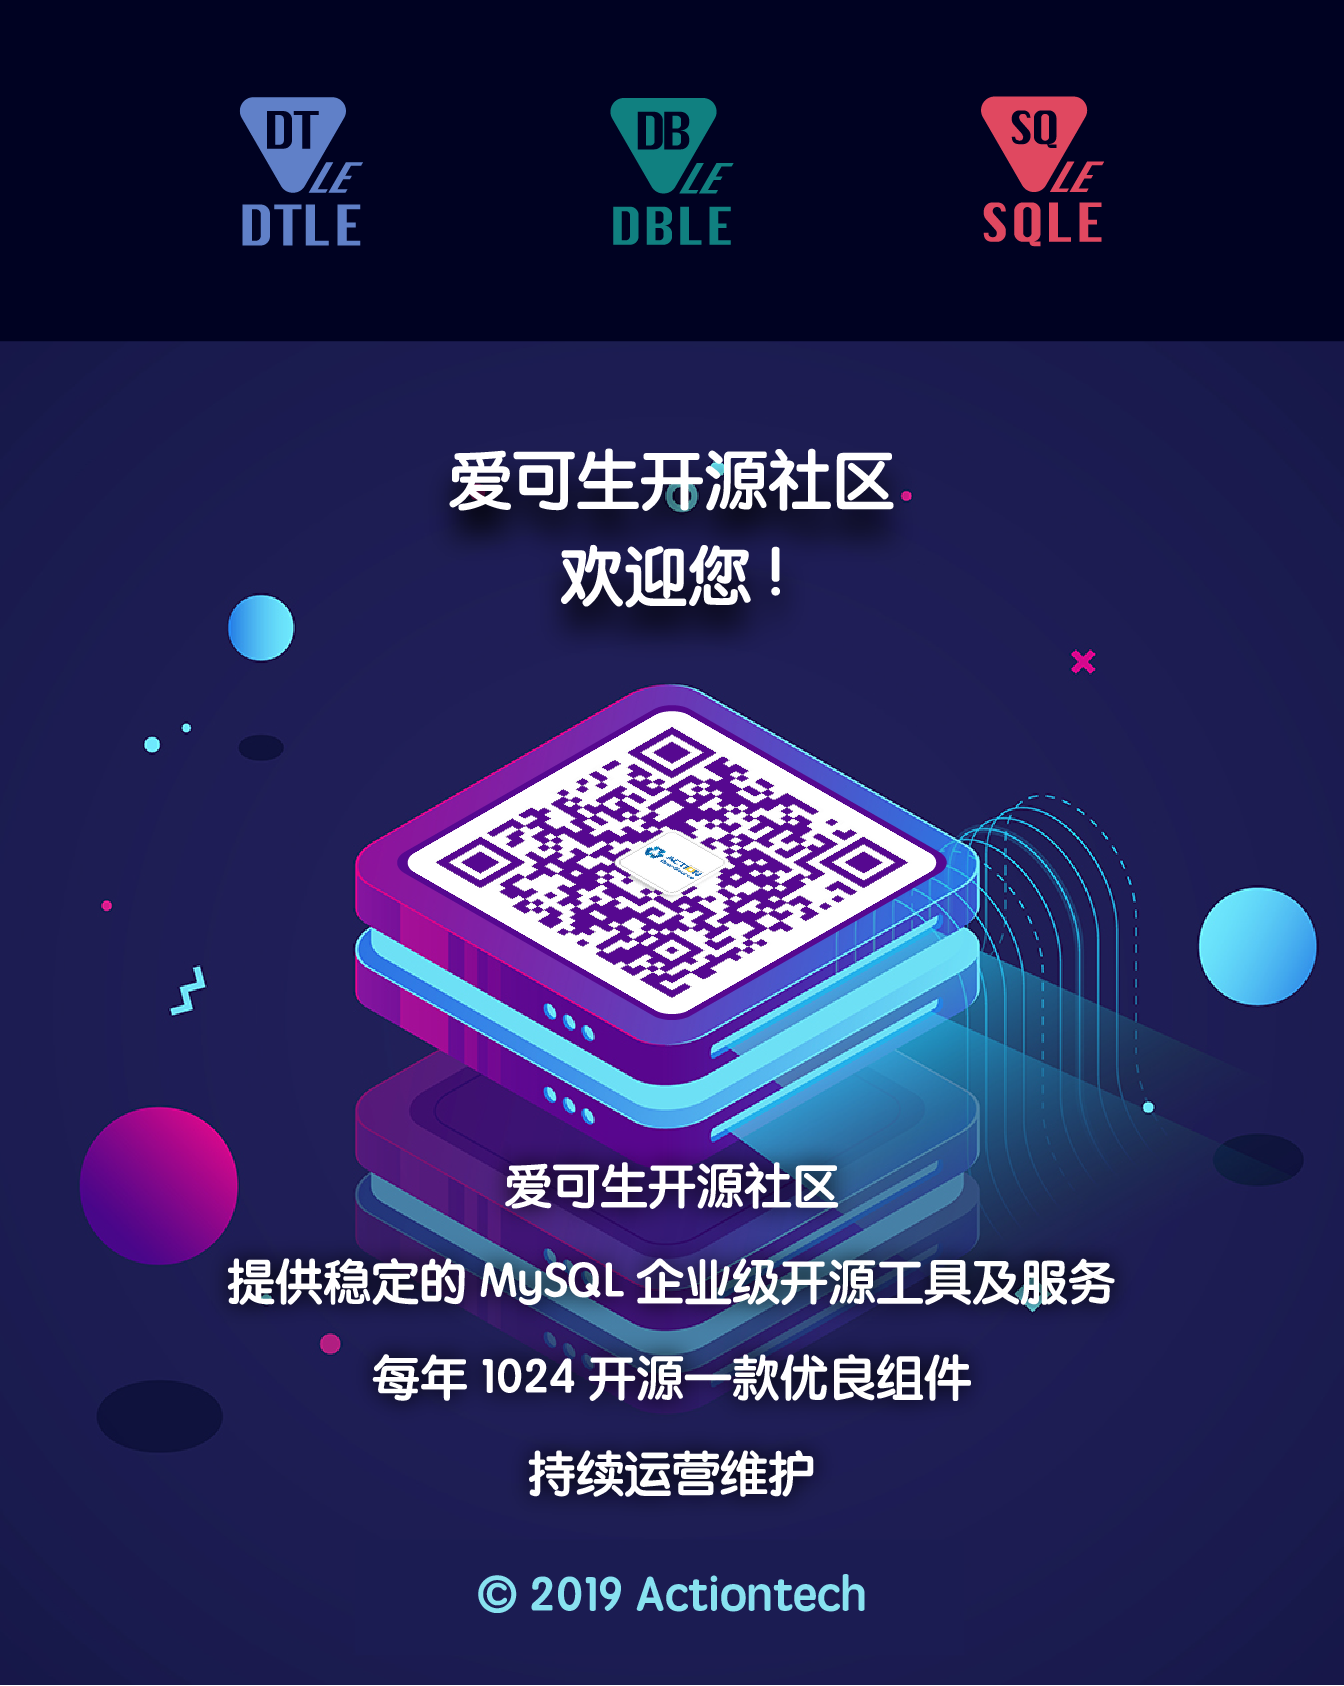 DT
LE
DTLE
DB
LE
DBLE
SQ
LE
SQLE
爱可生开源社区
欢迎您！
ACTION
爱可生开源社区
提供稳定的 MySQL 企业级开源工具及服务
每年 1024 开源一款优良组件
持续运营维护
© 2019 Actiontech